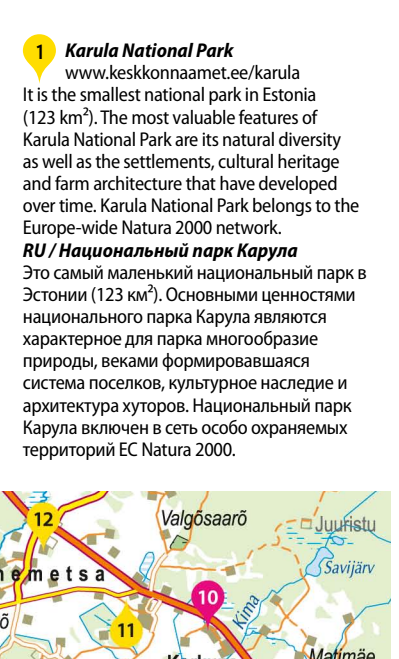 1 Karula National Park
www.keskkonnaamet.ee/karula
It is the smallest national park in Estonia
(123 km²). The most valuable features of
Karula National Park are its natural diversity
as well as the settlements, cultural heritage
and farm architecture that have developed
over time. Karula National Park belongs to the
Europe-wide Natura 2000 network.
RU / Национальный парк Карула
Это самый маленький национальный парк в
Эстонии (123 км²). Основными ценностями
национального парка Карула являются
характерное для парка многообразие
природы, веками формировавшаяся
система поселков, культурное наследие и
архитектура хуторов. Национальный парк
Карула включен в сеть особо охраняемых
территорий ЕС Natura 2000.
12
Valgõsaarõ
Juuristu
Savijärv
10
Kima
11
Matimäe